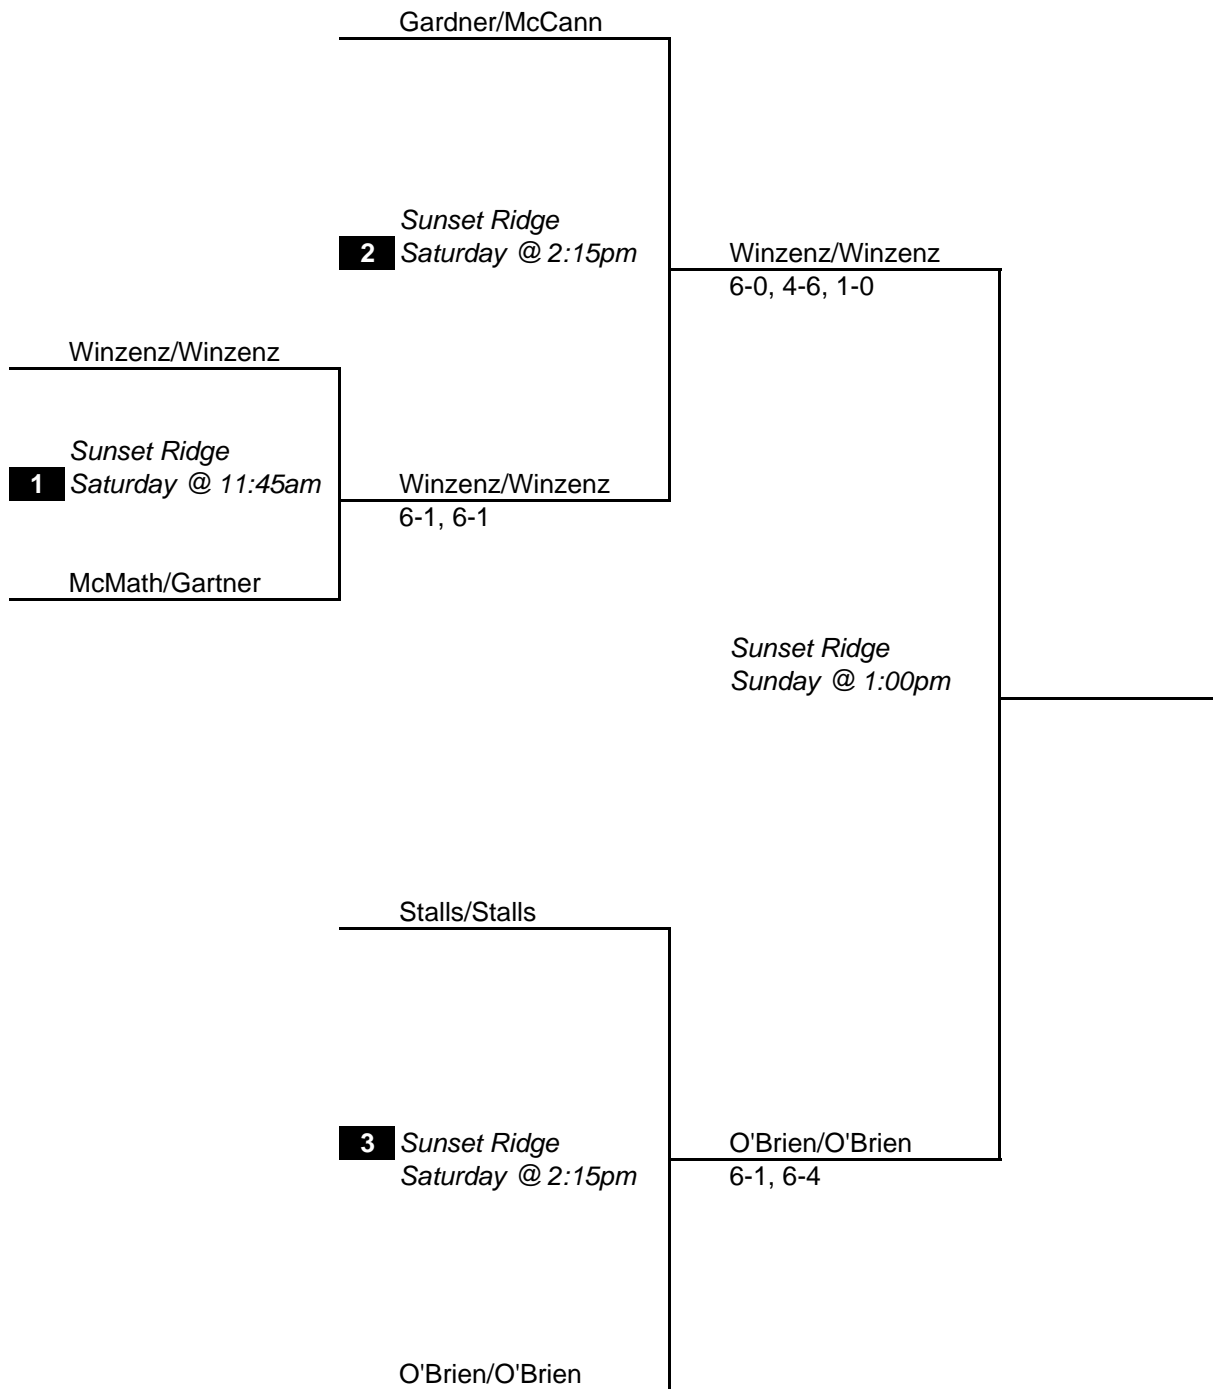 Gardner/McCann
Sunset Ridge
2 Saturday @ 2:15pm
Winzenz/Winzenz
6-0, 4-6, 1-0
Winzenz/Winzenz
Sunset Ridge
1 Saturday @ 11:45am
Winzenz/Winzenz
6-1, 6-1
McMath/Gartner
Sunset Ridge
Sunday @ 1:00pm
Stalls/Stalls
3 Sunset Ridge
Saturday @ 2:15pm
O'Brien/O'Brien
6-1, 6-4
O'Brien/O'Brien